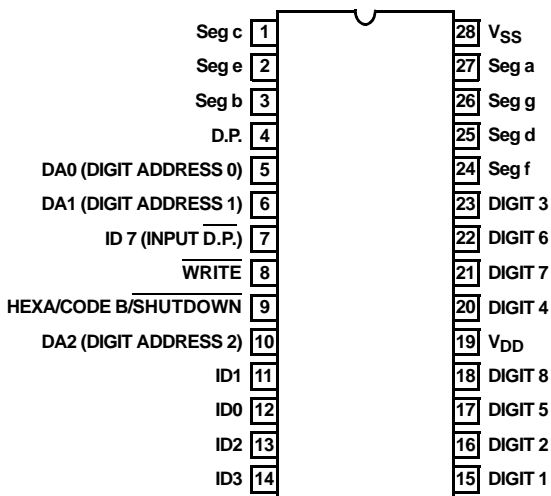 Seg c 1
Seg e 2
Seg b 3
D.P. 4
DA0 (DIGIT ADDRESS 0) 5
DA1 (DIGIT ADDRESS 1) 6
ID 7 (INPUT D.P.) 7
WRITE 8
HEXA/CODE B/SHUTDOWN 9
DA2 (DIGIT ADDRESS 2) 10
ID1 11
ID0 12
ID2 13
ID3 14
28 VSS
27 Seg a
26 Seg g
25 Seg d
24 Seg f
23 DIGIT 3
22 DIGIT 6
21 DIGIT 7
20 DIGIT 4
19 VDD
18 DIGIT 8
17 DIGIT 5
16 DIGIT 2
15 DIGIT 1